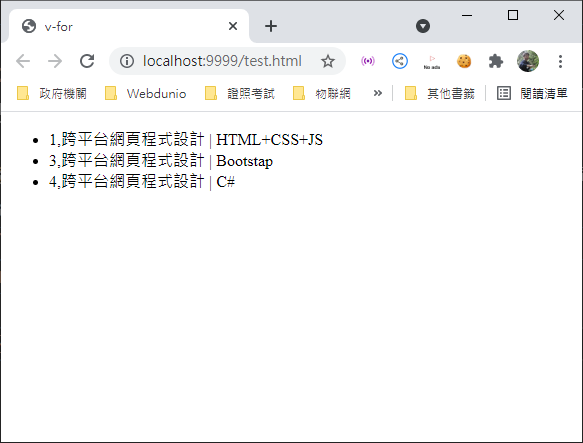 v-for
localhost:9999/test.html
No ads
政府機關
Webdunio
證照考試
物聯網
»
其他書籤
閱讀清單
1,跨平台網頁程式設計 | HTML+CSS+JS
3,跨平台網頁程式設計 | Bootstap
4,跨平台網頁程式設計 | C#